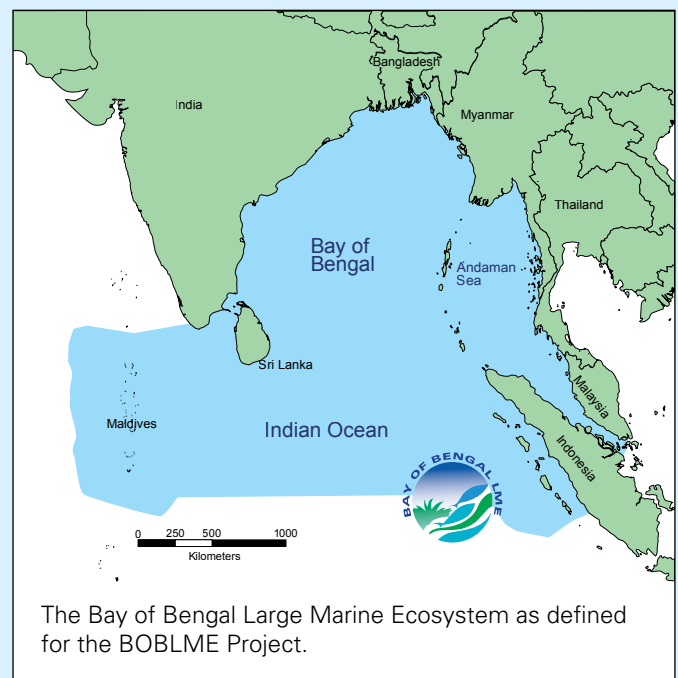 Bangladesh
India
Myanmar
Thailand
Bay of
Bengal
Andaman
Sea
Sri Lanka
Malaysia
Maldives
Indian Ocean
Indonesia
BAY OF BENGAL LME
0 250 500 1000
Kilometers
The Bay of Bengal Large Marine Ecosystem as defined
for the BOBLME Project.